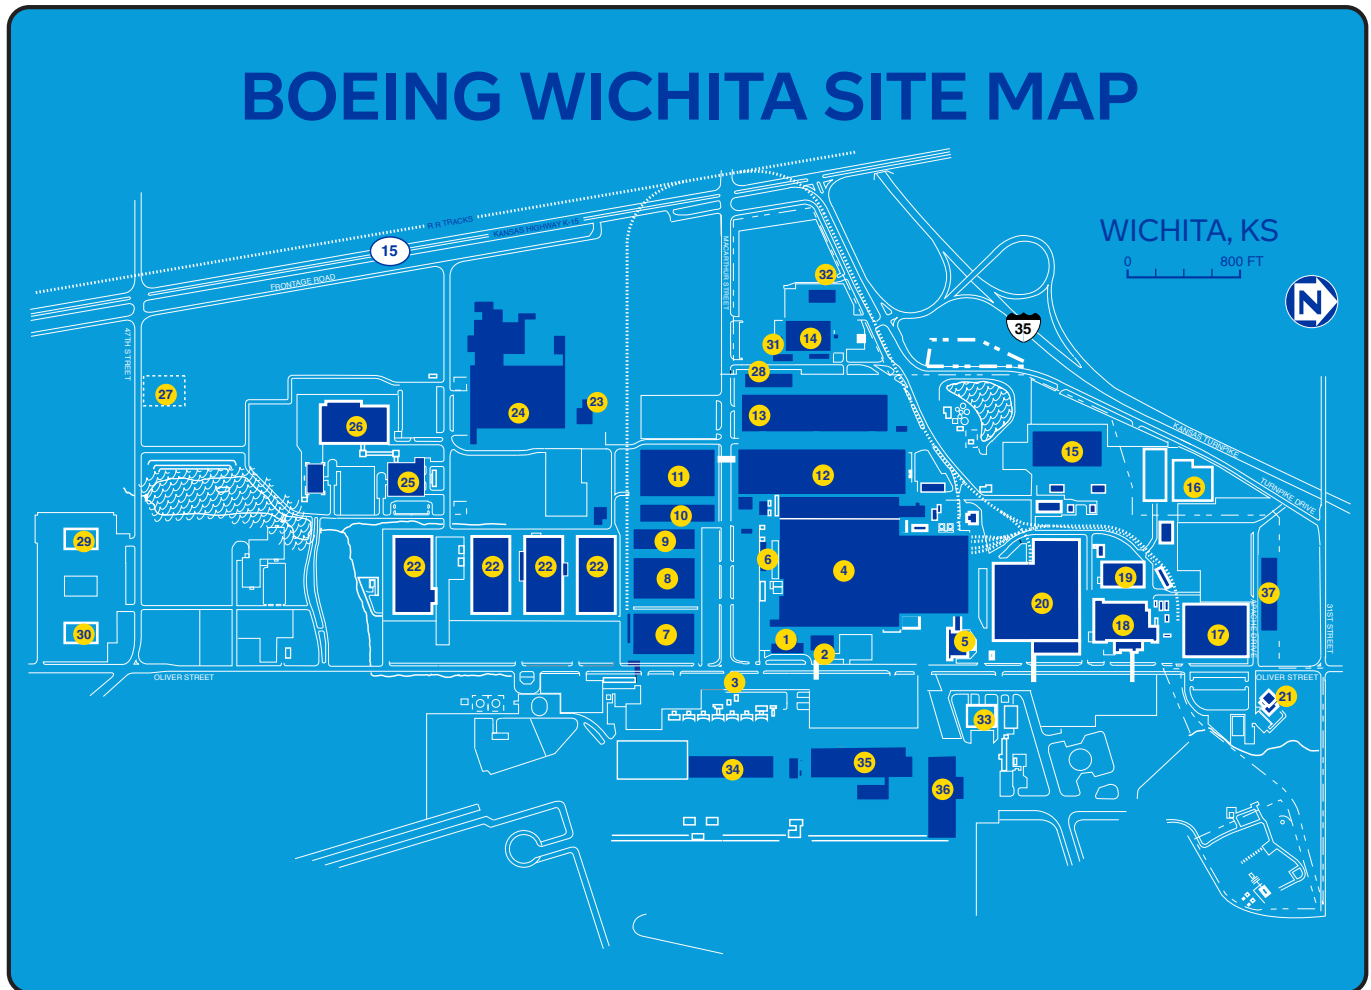 BOEING WICHITA SITE MAP
R R TRACKS
KANSAS HIGHWAY K-15
15
FRONTAGE ROAD
MACARTHUR STREET
WICHITA, KS
0 800 FT
N
35
47TH STREET
32
14
31
28
27
23
24
13
26
KANSAS TURNPIKE
15
11
12
25
16
TURNPIKE DRIVE
10
29
9
6
22
22
22
22
8
4
19
37
20
30
7
1
2
5
18
17
APACHE DRIVE
31ST STREET
OLIVER STREET
3
OLIVER STREET
21
33
34
35
36